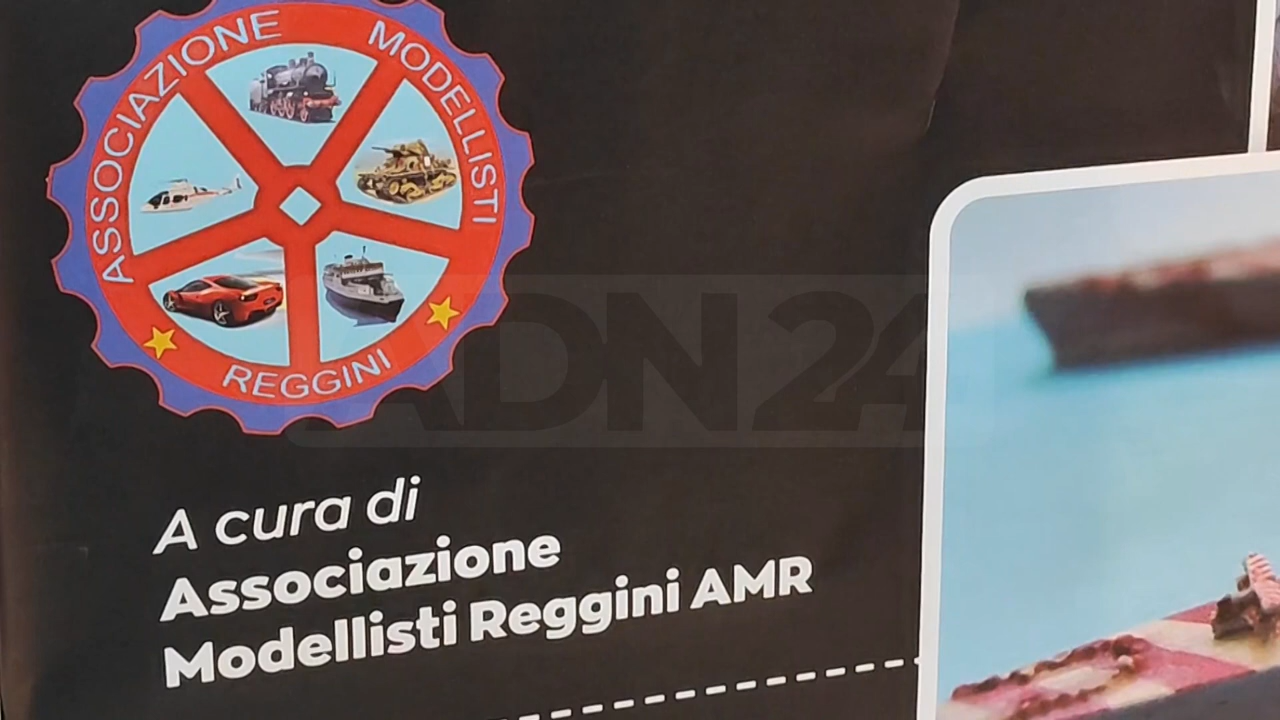 ASSOCIAZIONE MODELLISTI
REGGINI
ADN24
A cura di
Associazione
Modellisti Reggini AMR